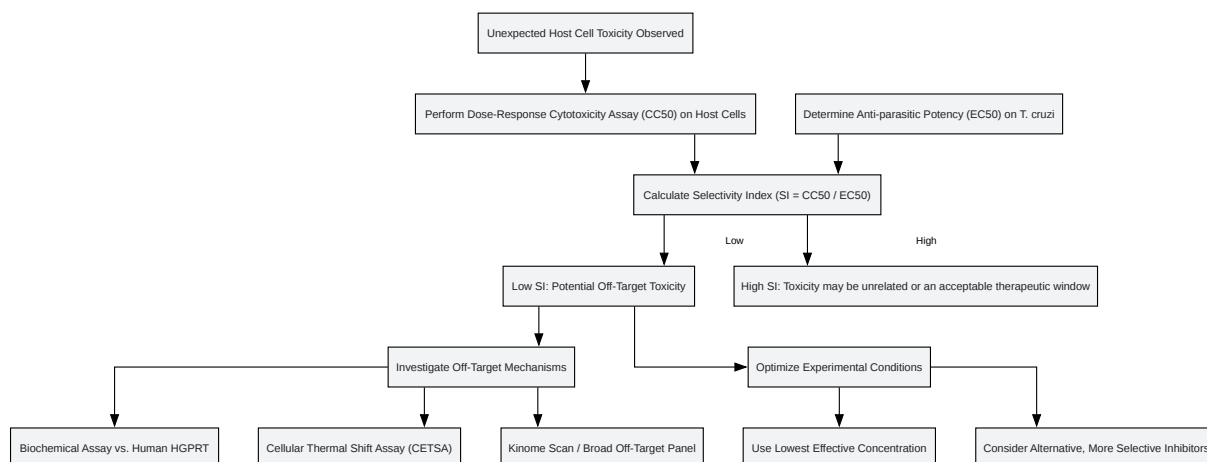 Unexpected Host Cell Toxicity Observed
Perform Dose-Response Cytotoxicity Assay (CC50) on Host Cells
Determine Anti-parasitic Potency (EC50) on T. cruzi
Calculate Selectivity Index (SI = CC50 / EC50)
Low
High
Low SI: Potential Off-Target Toxicity
High SI: Toxicity may be unrelated or an acceptable therapeutic window
Investigate Off-Target Mechanisms
Optimize Experimental Conditions
Biochemical Assay vs. Human HGPRT
Cellular Thermal Shift Assay (CETSA)
Kinome Scan / Broad Off-Target Panel
Use Lowest Effective Concentration
Consider Alternative, More Selective Inhibitors